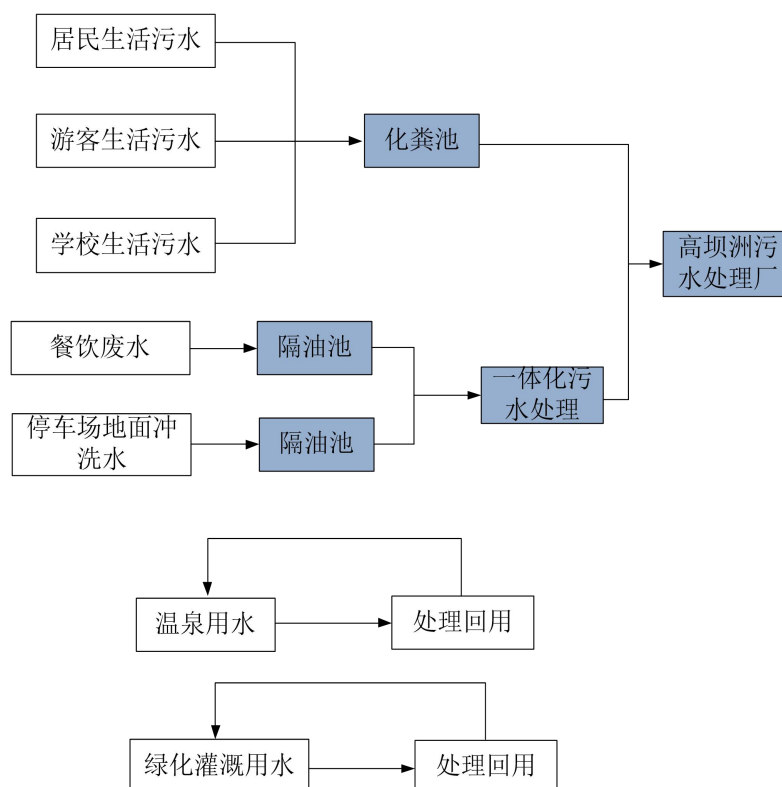 居民生活污水
游客生活污水
化粪池
学校生活污水
高坝洲污
水处理厂
餐饮废水
隔油池
一体化污
水处理
停车场地面冲
洗水
隔油池
温泉用水
处理回用
绿化灌溉用水
处理回用